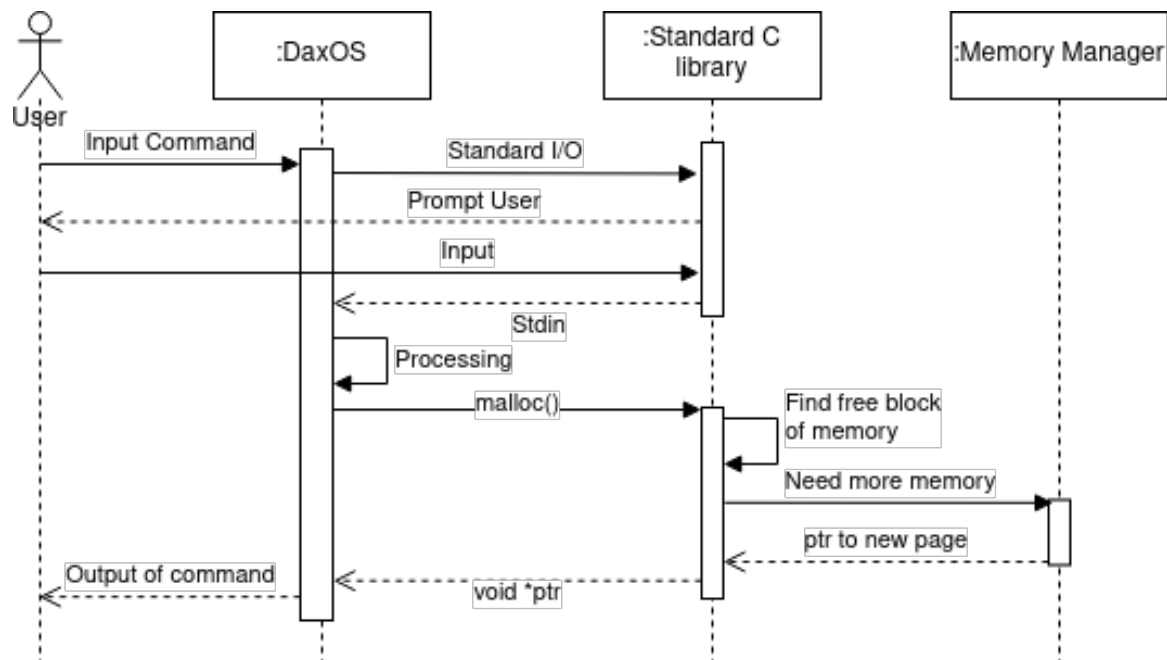 :DaxOS
:Standard C
library
:Memory Manager
User
Input Command
Standard I/O
Prompt User
Input
Stdin
Processing
malloc()
Find free block
of memory
Need more memory
ptr to new page
Output of command
void *ptr